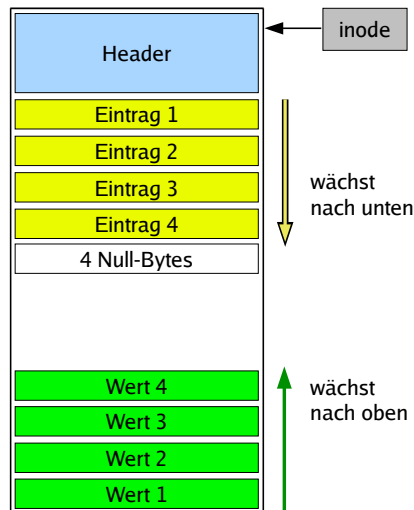 inode
Header
Eintrag 1
Eintrag 2
Eintrag 3
Eintrag 4
wächst
nach unten
4 Null-Bytes
Wert 4
Wert 3
Wert 2
Wert 1
wächst
nach oben